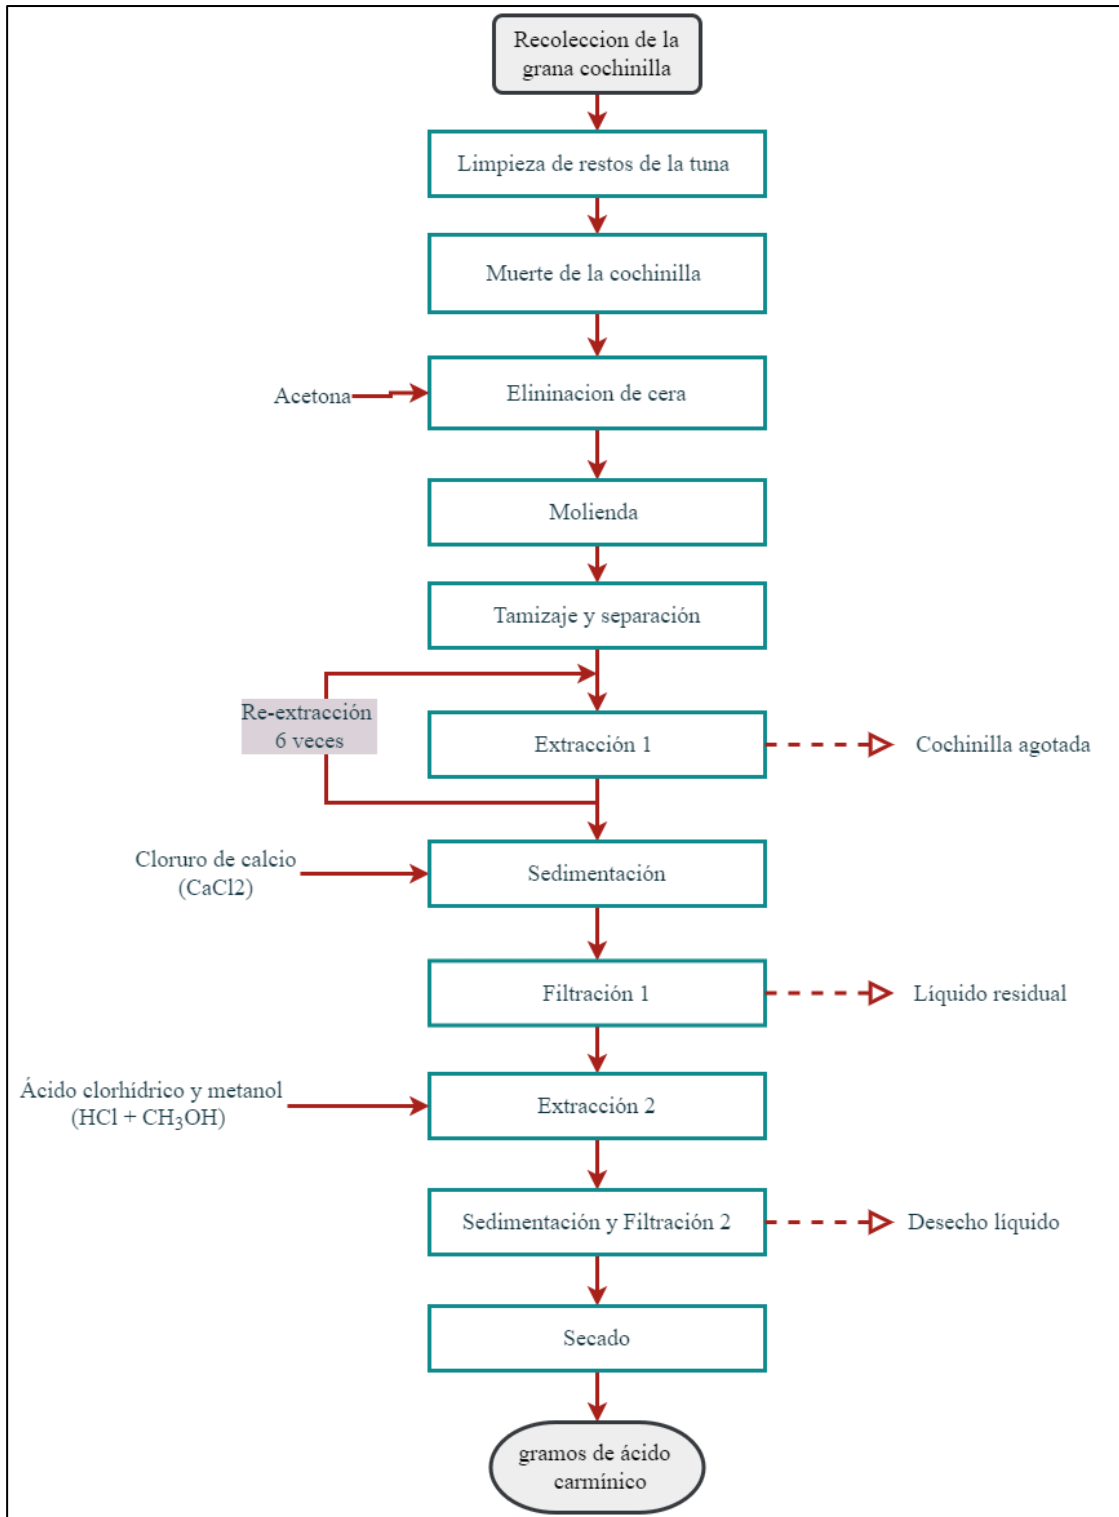 Recoleccion de la
grana cochinilla
Limpieza de restos de la tuna
Muerte de la cochinilla
Acetona
Elininacion de cera
Molienda
Tamizaje y separación
Re-extracción
6 veces
Extracción 1
Cochinilla agotada
Cloruro de calcio
(CaCl2)
Sedimentación
Filtración 1
Líquido residual
Ácido clorhídrico y metanol
(HCl + CH₃OH)
Extracción 2
Sedimentación y Filtración 2
Desecho líquido
Secado
gramos de ácido
carmínico